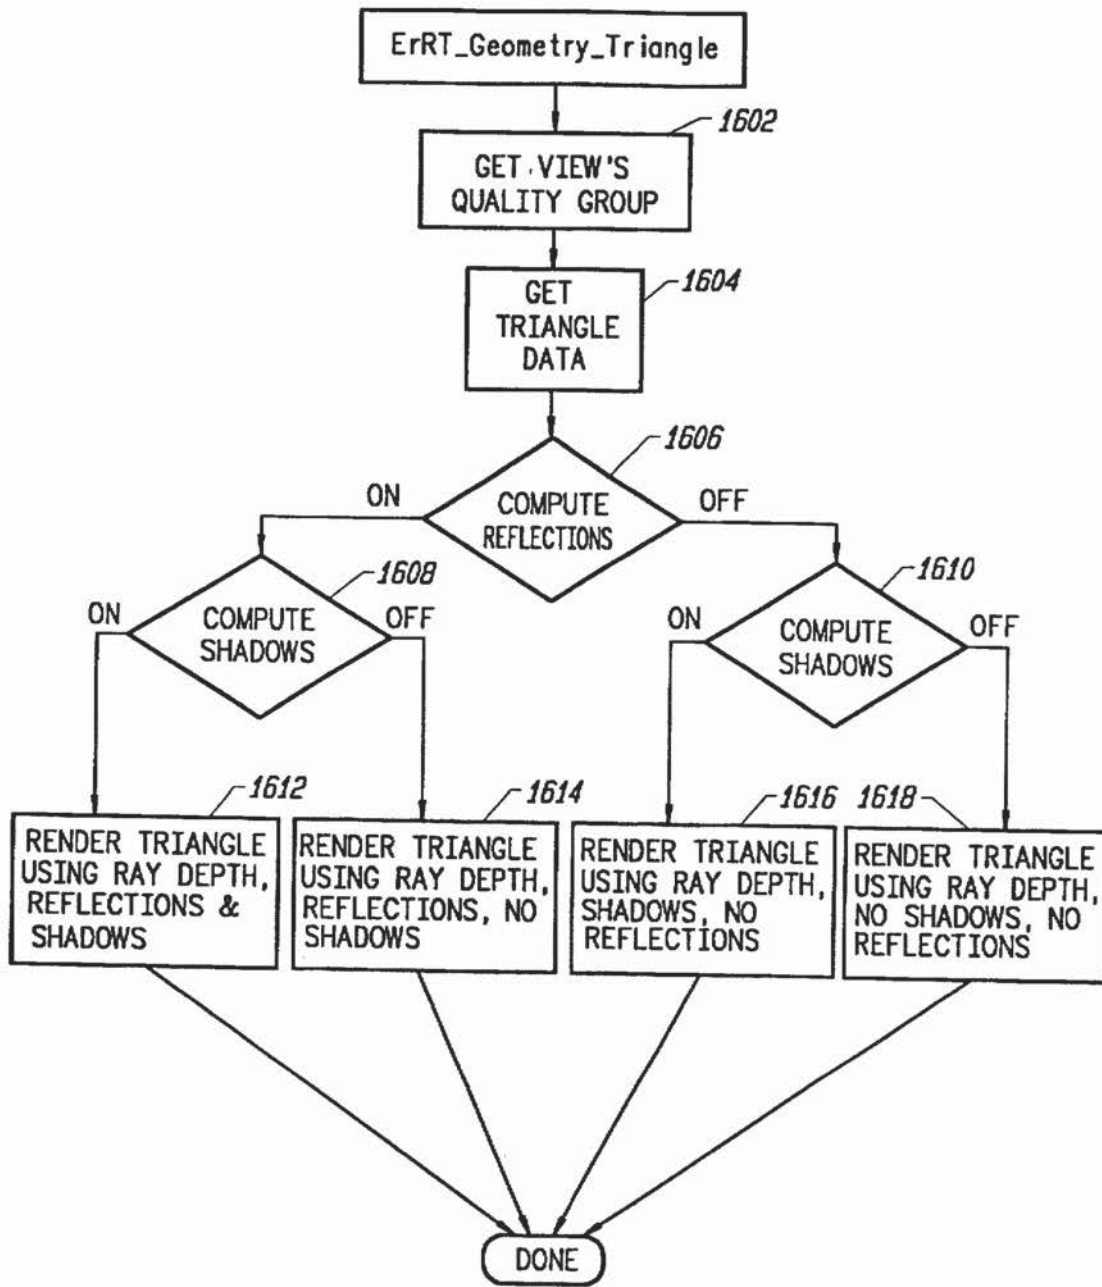 ErRT_Geometry_Triangle
1602
GET VIEW'S
QUALITY GROUP
1604
GET
TRIANGLE
DATA
1606
ON
COMPUTE
REFLECTIONS
OFF
1608
ON
COMPUTE
SHADOWS
OFF
1610
ON
COMPUTE
SHADOWS
OFF
1612
RENDER TRIANGLE
USING RAY DEPTH,
REFLECTIONS &
SHADOWS
1614
RENDER TRIANGLE
USING RAY DEPTH,
REFLECTIONS, NO
SHADOWS
1616
RENDER TRIANGLE
USING RAY DEPTH,
SHADOWS, NO
REFLECTIONS
1618
RENDER TRIANGLE
USING RAY DEPTH,
NO SHADOWS, NO
REFLECTIONS
DONE